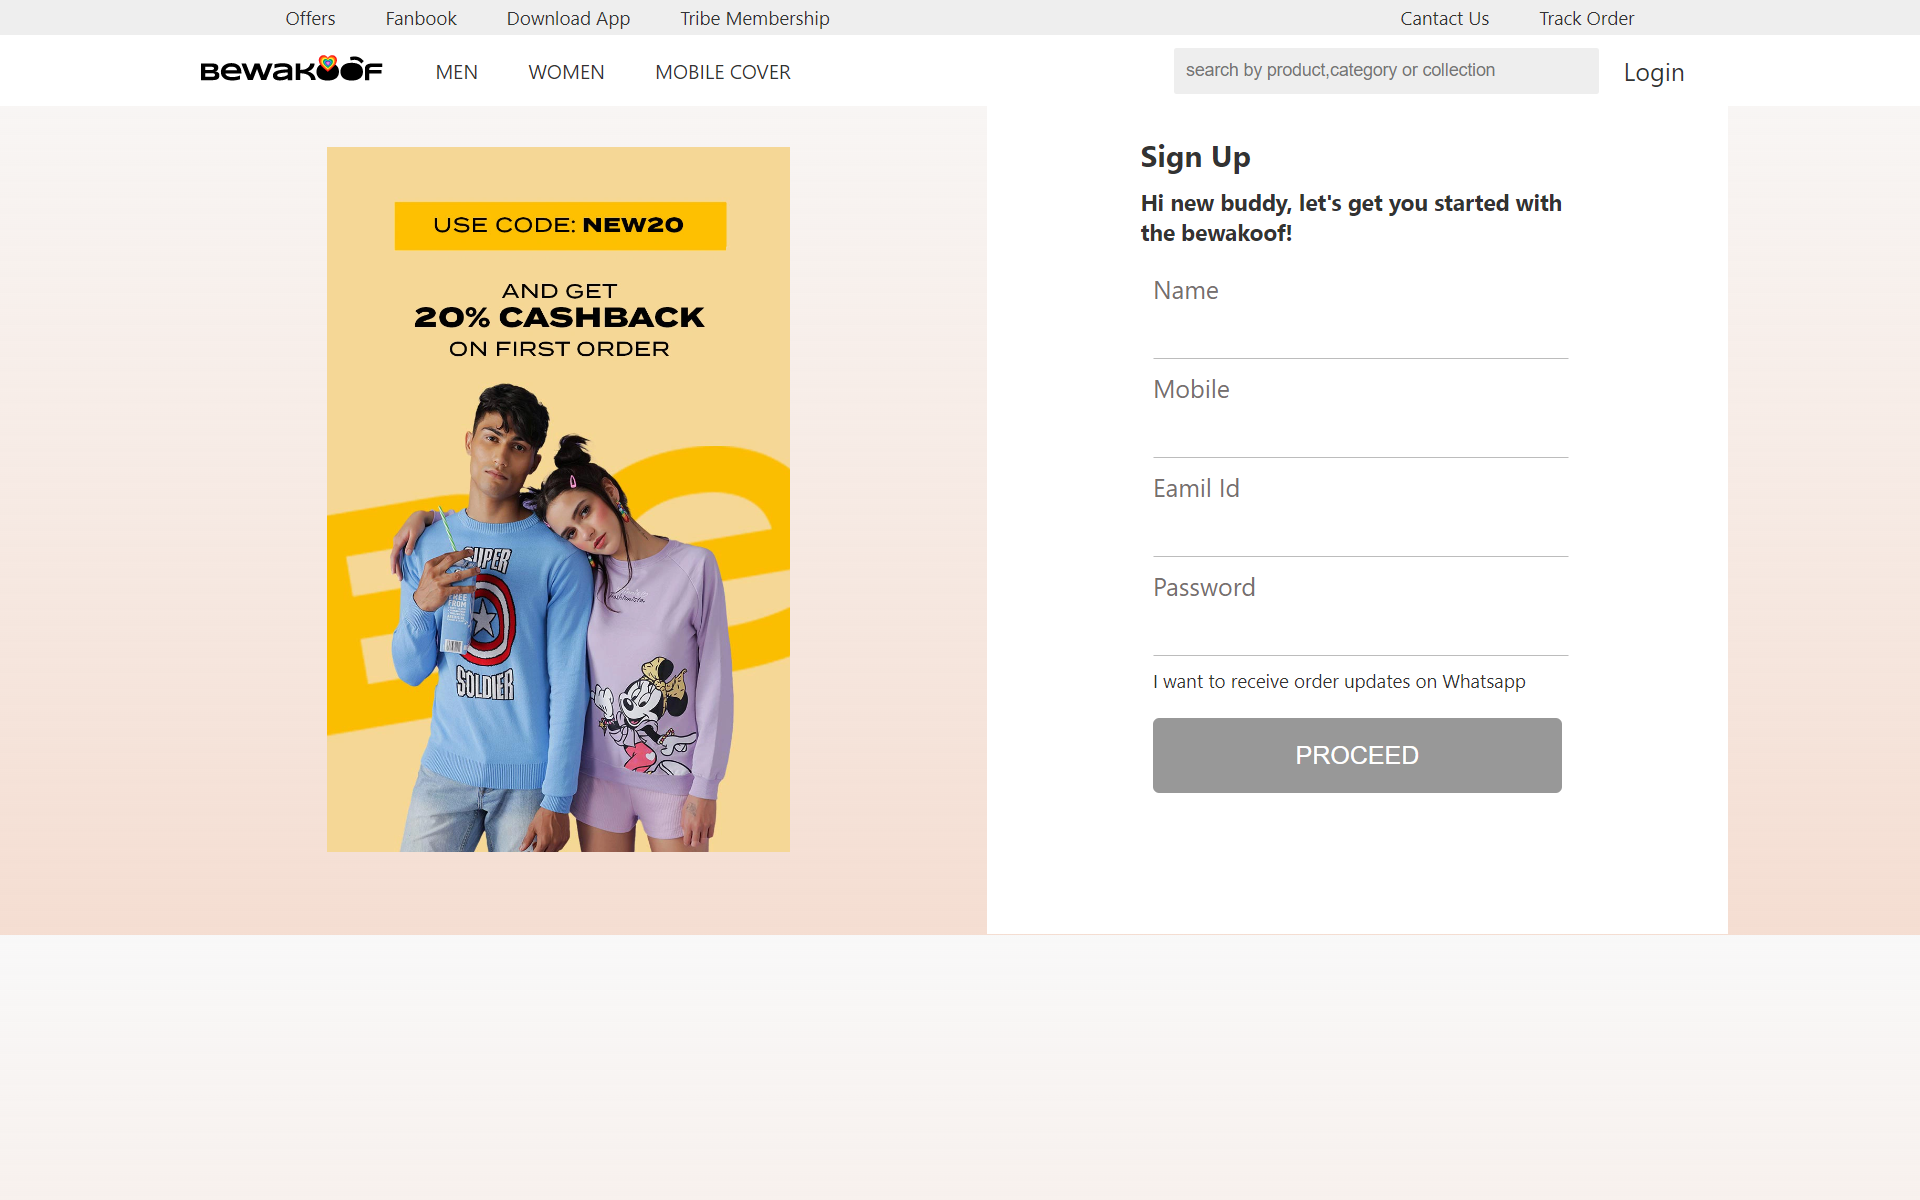 Offers Fanbook Download App Tribe Membership Cantact Us Track Order
BEWAKOOF MEN WOMEN MOBILE COVER search by product,category or collection Login
USE CODE: NEW20
AND GET
20% CASHBACK
ON FIRST ORDER
SUPER
FREE
FROM
SOLDIER
Sign Up
Hi new buddy, let's get you started with
the bewakoof!
Name
Mobile
Eamil Id
Password
I want to receive order updates on Whatsapp
PROCEED